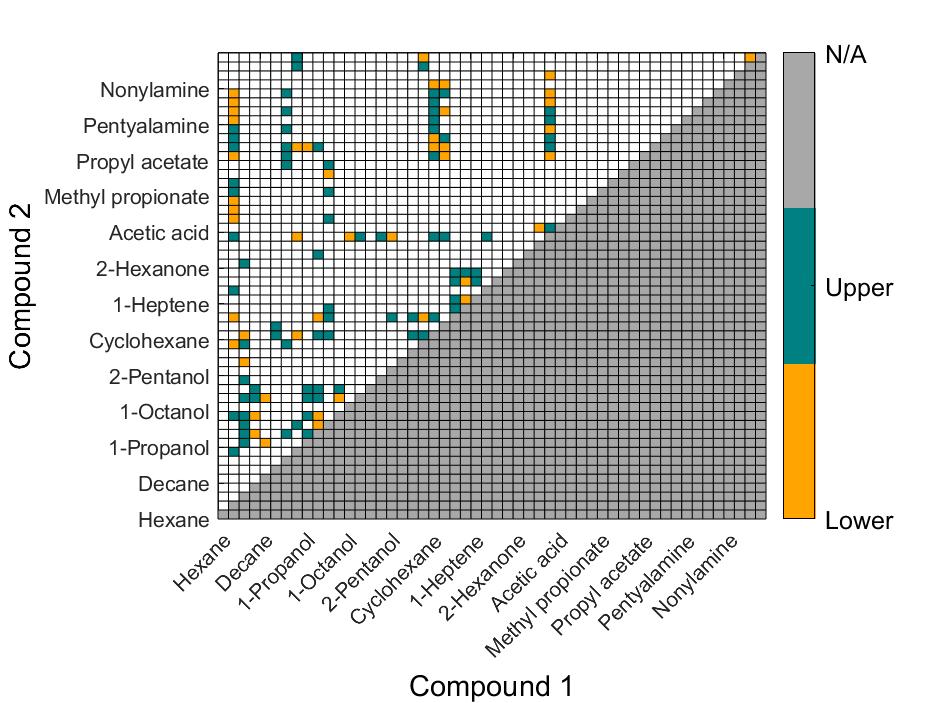 N/A
Nonylamine
Pentyalamine
Propyl acetate
Methyl propionate
Acetic acid
2-Hexanone
1-Heptene
Cyclohexane
2-Pentanol
1-Octanol
1-Propanol
Decane
Hexane
Compound 2
Upper
Lower
Hexane
Decane
1-Propanol
1-Octanol
2-Pentanol
Cyclohexane
1-Heptene
2-Hexanone
Acetic acid
Methyl propionate
Propyl acetate
Pentyalamine
Nonylamine
Compound 1